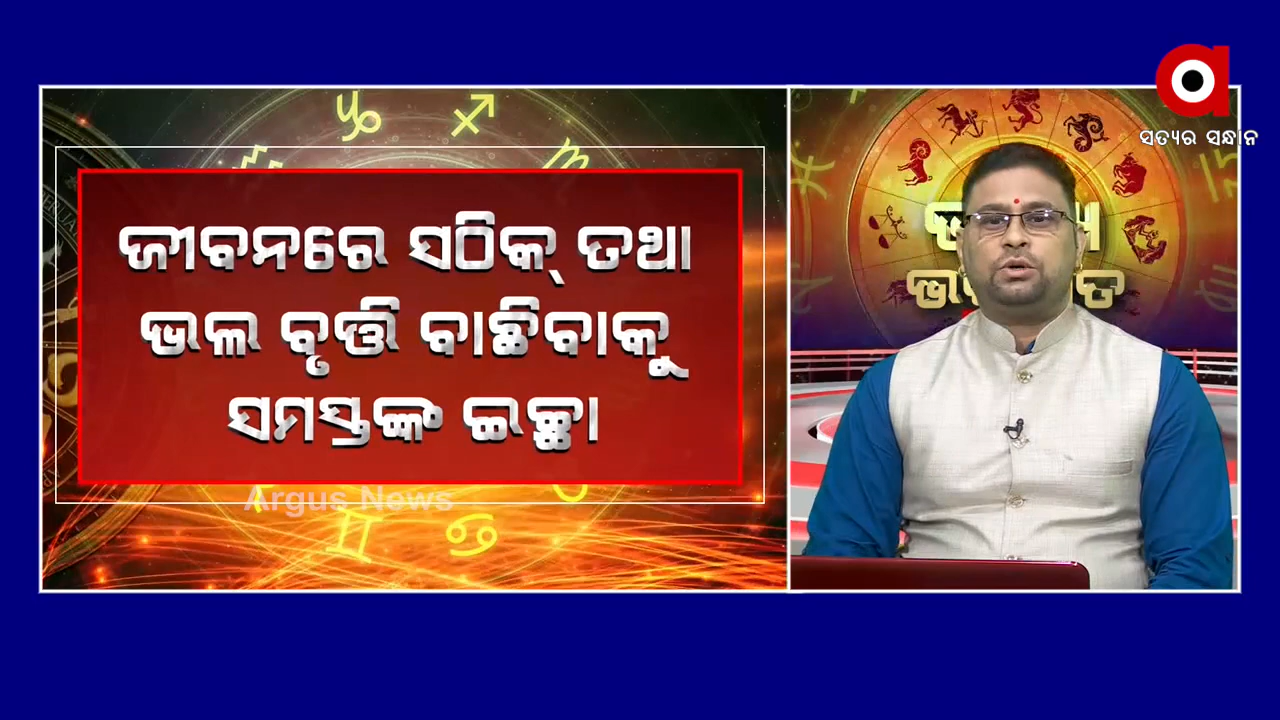 ସତ୍ୟର ସନ୍ଧାନ
ଜୀବନରେ ସଠିକ୍ ତଥା
ଭଲ ବୃତ୍ତି ବାଛିବାକୁ
ସମସ୍ତଙ୍କ ଇଚ୍ଛା
Argus News